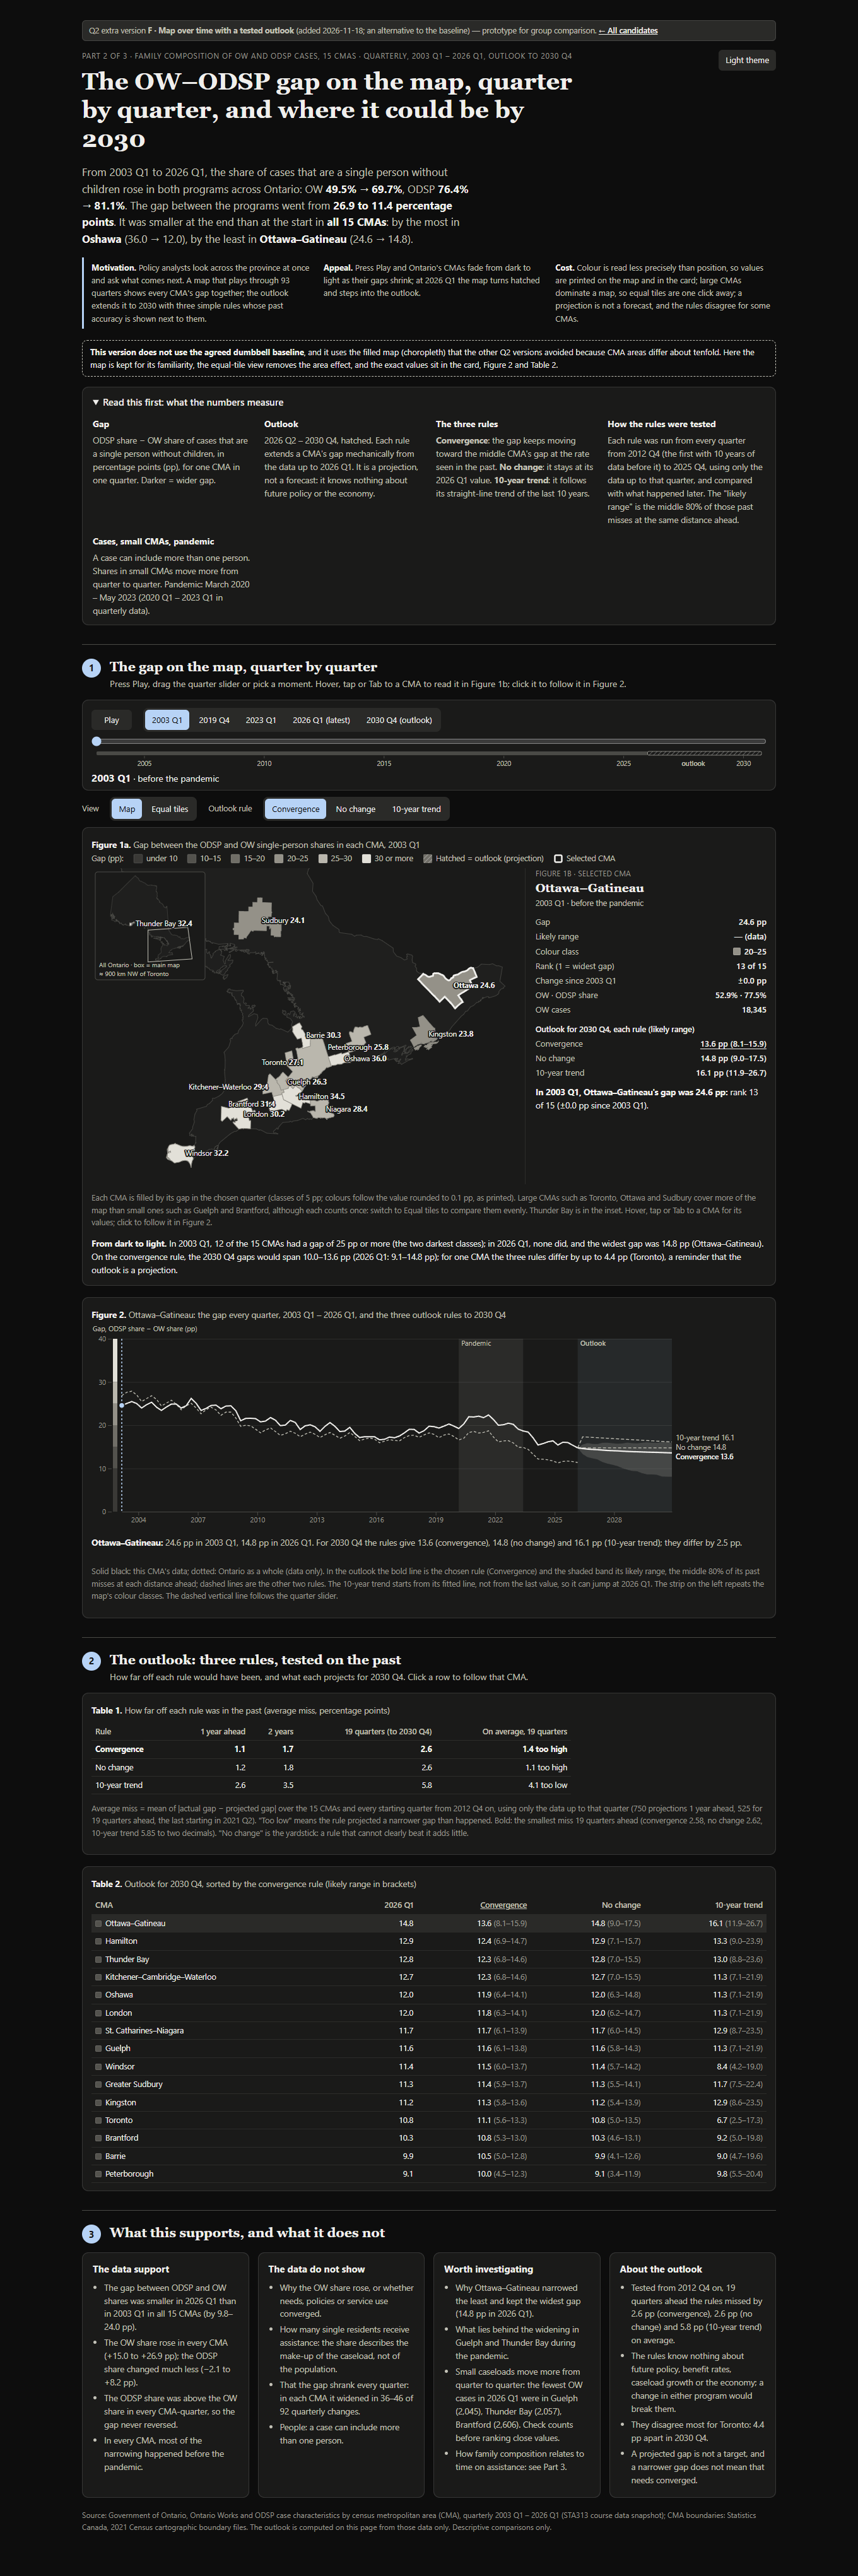 Q2 extra version F · Map over time with a tested outlook (added 2026-11-18; an alternative to the baseline) — prototype for group comparison. ← All candidates
PART 2 OF 3 · FAMILY COMPOSITION OF OW AND ODSP CASES, 15 CMAS · QUARTERLY, 2003 Q1 – 2026 Q1, OUTLOOK TO 2030 Q4
Light theme
The OW–ODSP gap on the map, quarter
by quarter, and where it could be by
2030
From 2003 Q1 to 2026 Q1, the share of cases that are a single person without
children rose in both programs across Ontario: OW 49.5% → 69.7%, ODSP 76.4%
→ 81.1%. The gap between the programs went from 26.9 to 11.4 percentage
points. It was smaller at the end than at the start in all 15 CMAs: by the most in
Oshawa (36.0 → 12.0), by the least in Ottawa–Gatineau (24.6 → 14.8).
Motivation. Policy analysts look across the province at once
and ask what comes next. A map that plays through 93
quarters shows every CMA's gap together; the outlook
extends it to 2030 with three simple rules whose past
accuracy is shown next to them.
Appeal. Press Play and Ontario's CMAs fade from dark to
light as their gaps shrink; at 2026 Q1 the map turns hatched
and steps into the outlook.
Cost. Colour is read less precisely than position, so values
are printed on the map and in the card; large CMAs
dominate a map, so equal tiles are one click away; a
projection is not a forecast, and the rules disagree for some
CMAs.
This version does not use the agreed dumbbell baseline, and it uses the filled map (choropleth) that the other Q2 versions avoided because CMA areas differ about tenfold. Here the
map is kept for its familiarity, the equal-tile view removes the area effect, and the exact values sit in the card, Figure 2 and Table 2.
▼ Read this first: what the numbers measure
Gap
ODSP share − OW share of cases that are
a single person without children, in
percentage points (pp), for one CMA in
one quarter. Darker = wider gap.
Outlook
2026 Q2 – 2030 Q4, hatched. Each rule
extends a CMA's gap mechanically from
the data up to 2026 Q1. It is a projection,
not a forecast: it knows nothing about
future policy or the economy.
The three rules
Convergence: the gap keeps moving
toward the middle CMA's gap at the rate
seen in the past. No change: it stays at its
2026 Q1 value. 10-year trend: it follows
its straight-line trend of the last 10 years.
How the rules were tested
Each rule was run from every quarter
from 2012 Q4 (the first with 10 years of
data before it) to 2025 Q4, using only the
data up to that quarter, and compared
with what happened later. The "likely
range" is the middle 80% of those past
misses at the same distance ahead.
Cases, small CMAs, pandemic
A case can include more than one person.
Shares in small CMAs move more from
quarter to quarter. Pandemic: March 2020
– May 2023 (2020 Q1 – 2023 Q1 in
quarterly data).
1 The gap on the map, quarter by quarter
Press Play, drag the quarter slider or pick a moment. Hover, tap or Tab to a CMA to read it in Figure 1b; click it to follow it in Figure 2.
Play 2003 Q1 2019 Q4 2023 Q1 2026 Q1 (latest) 2030 Q4 (outlook)
2005 2010 2015 2020 2025 outlook 2030
2003 Q1 · before the pandemic
View Map Equal tiles Outlook rule Convergence No change 10-year trend
Figure 1a. Gap between the ODSP and OW single-person shares in each CMA, 2003 Q1
Gap (pp): under 10 10–15 15–20 20–25 25–30 30 or more Hatched = outlook (projection) Selected CMA
Thunder Bay 32.4
All Ontario · box = main map
≈ 900 km NW of Toronto
Sudbury 24.1
Ottawa 24.6
Kingston 23.8
Barrie 30.3
Peterborough 25.8
Oshawa 36.0
Toronto 27.1
Guelph 26.3
Kitchener–Waterloo 29.4
Hamilton 34.5
Brantford 31.4
London 30.2
Niagara 28.4
Windsor 32.2
FIGURE 1B · SELECTED CMA
Ottawa–Gatineau
2003 Q1 · before the pandemic
Gap 24.6 pp
Likely range — (data)
Colour class 20–25
Rank (1 = widest gap) 13 of 15
Change since 2003 Q1 ±0.0 pp
OW · ODSP share 52.9% · 77.5%
OW cases 18,345
Outlook for 2030 Q4, each rule (likely range)
Convergence 13.6 pp (8.1–15.9)
No change 14.8 pp (9.0–17.5)
10-year trend 16.1 pp (11.9–26.7)
In 2003 Q1, Ottawa–Gatineau's gap was 24.6 pp: rank 13
of 15 (±0.0 pp since 2003 Q1).
Each CMA is filled by its gap in the chosen quarter (classes of 5 pp; colours follow the value rounded to 0.1 pp, as printed). Large CMAs such as Toronto, Ottawa and Sudbury cover more of the
map than small ones such as Guelph and Brantford, although each counts once: switch to Equal tiles to compare them evenly. Thunder Bay is in the inset. Hover, tap or Tab to a CMA for its
values; click to follow it in Figure 2.
From dark to light. In 2003 Q1, 12 of the 15 CMAs had a gap of 25 pp or more (the two darkest classes); in 2026 Q1, none did, and the widest gap was 14.8 pp (Ottawa–Gatineau).
On the convergence rule, the 2030 Q4 gaps would span 10.0–13.6 pp (2026 Q1: 9.1–14.8 pp); for one CMA the three rules differ by up to 4.4 pp (Toronto), a reminder that the
outlook is a projection.
Figure 2. Ottawa–Gatineau: the gap every quarter, 2003 Q1 – 2026 Q1, and the three outlook rules to 2030 Q4
Gap, ODSP share − OW share (pp)
40
30
20
10
0
Pandemic
Outlook
10-year trend 16.1
No change 14.8
Convergence 13.6
2004 2007 2010 2013 2016 2019 2022 2025 2028
Ottawa–Gatineau: 24.6 pp in 2003 Q1, 14.8 pp in 2026 Q1. For 2030 Q4 the rules give 13.6 (convergence), 14.8 (no change) and 16.1 pp (10-year trend); they differ by 2.5 pp.
Solid black: this CMA's data; dotted: Ontario as a whole (data only). In the outlook the bold line is the chosen rule (Convergence) and the shaded band its likely range, the middle 80% of its past
misses at each distance ahead; dashed lines are the other two rules. The 10-year trend starts from its fitted line, not from the last value, so it can jump at 2026 Q1. The strip on the left repeats the
map's colour classes. The dashed vertical line follows the quarter slider.
2 The outlook: three rules, tested on the past
How far off each rule would have been, and what each projects for 2030 Q4. Click a row to follow that CMA.
Table 1. How far off each rule was in the past (average miss, percentage points)
Rule 1 year ahead 2 years 19 quarters (to 2030 Q4) On average, 19 quarters
Convergence 1.1 1.7 2.6 1.4 too high
No change 1.2 1.8 2.6 1.1 too high
10-year trend 2.6 3.5 5.8 4.1 too low
Average miss = mean of |actual gap − projected gap| over the 15 CMAs and every starting quarter from 2012 Q4 on, using only the data up to that quarter (750 projections 1 year ahead, 525 for
19 quarters ahead, the last starting in 2021 Q2). "Too low" means the rule projected a narrower gap than happened. Bold: the smallest miss 19 quarters ahead (convergence 2.58, no change 2.62,
10-year trend 5.85 to two decimals). "No change" is the yardstick: a rule that cannot clearly beat it adds little.
Table 2. Outlook for 2030 Q4, sorted by the convergence rule (likely range in brackets)
CMA 2026 Q1 Convergence No change 10-year trend
Ottawa–Gatineau 14.8 13.6 (8.1–15.9) 14.8 (9.0–17.5) 16.1 (11.9–26.7)
Hamilton 12.9 12.4 (6.9–14.7) 12.9 (7.1–15.7) 13.3 (9.0–23.9)
Thunder Bay 12.8 12.3 (6.8–14.6) 12.8 (7.0–15.5) 13.0 (8.8–23.6)
Kitchener–Cambridge–Waterloo 12.7 12.3 (6.8–14.6) 12.7 (7.0–15.5) 11.3 (7.1–21.9)
Oshawa 12.0 11.9 (6.4–14.1) 12.0 (6.3–14.8) 11.3 (7.1–21.9)
London 12.0 11.8 (6.3–14.1) 12.0 (6.2–14.7) 11.3 (7.1–21.9)
St. Catharines–Niagara 11.7 11.7 (6.1–13.9) 11.7 (6.0–14.5) 12.9 (8.7–23.5)
Guelph 11.6 11.6 (6.1–13.8) 11.6 (5.8–14.3) 11.3 (7.1–21.9)
Windsor 11.4 11.5 (6.0–13.7) 11.4 (5.7–14.2) 8.4 (4.2–19.0)
Greater Sudbury 11.3 11.4 (5.9–13.7) 11.3 (5.5–14.1) 11.7 (7.5–22.4)
Kingston 11.2 11.3 (5.8–13.6) 11.2 (5.4–13.9) 12.9 (8.6–23.5)
Toronto 10.8 11.1 (5.6–13.3) 10.8 (5.0–13.5) 6.7 (2.5–17.3)
Brantford 10.3 10.8 (5.3–13.0) 10.3 (4.6–13.1) 9.2 (5.0–19.8)
Barrie 9.9 10.5 (5.0–12.8) 9.9 (4.1–12.6) 9.0 (4.7–19.6)
Peterborough 9.1 10.0 (4.5–12.3) 9.1 (3.4–11.9) 9.8 (5.5–20.4)
3 What this supports, and what it does not
The data support
• The gap between ODSP and OW
shares was smaller in 2026 Q1 than
in 2003 Q1 in all 15 CMAs (by 9.8–
24.0 pp).
• The OW share rose in every CMA
(+15.0 to +26.9 pp); the ODSP
share changed much less (−2.1 to
+8.2 pp).
• The ODSP share was above the OW
share in every CMA-quarter, so the
gap never reversed.
• In every CMA, most of the
narrowing happened before the
pandemic.
The data do not show
• Why the OW share rose, or whether
needs, policies or service use
converged.
• How many single residents receive
assistance: the share describes the
make-up of the caseload, not of
the population.
• That the gap shrank every quarter:
in each CMA it widened in 36–46 of
92 quarterly changes.
• People: a case can include more
than one person.
Worth investigating
• Why Ottawa–Gatineau narrowed
the least and kept the widest gap
(14.8 pp in 2026 Q1).
• What lies behind the widening in
Guelph and Thunder Bay during
the pandemic.
• Small caseloads move more from
quarter to quarter: the fewest OW
cases in 2026 Q1 were in Guelph
(2,045), Thunder Bay (2,057),
Brantford (2,606). Check counts
before ranking close values.
• How family composition relates to
time on assistance: see Part 3.
About the outlook
• Tested from 2012 Q4 on, 19
quarters ahead the rules missed by
2.6 pp (convergence), 2.6 pp (no
change) and 5.8 pp (10-year trend)
on average.
• The rules know nothing about
future policy, benefit rates,
caseload growth or the economy: a
change in either program would
break them.
• They disagree most for Toronto: 4.4
pp apart in 2030 Q4.
• A projected gap is not a target, and
a narrower gap does not mean that
needs converged.
Source: Government of Ontario, Ontario Works and ODSP case characteristics by census metropolitan area (CMA), quarterly 2003 Q1 – 2026 Q1 (STA313 course data snapshot); CMA boundaries: Statistics
Canada, 2021 Census cartographic boundary files. The outlook is computed on this page from those data only. Descriptive comparisons only.